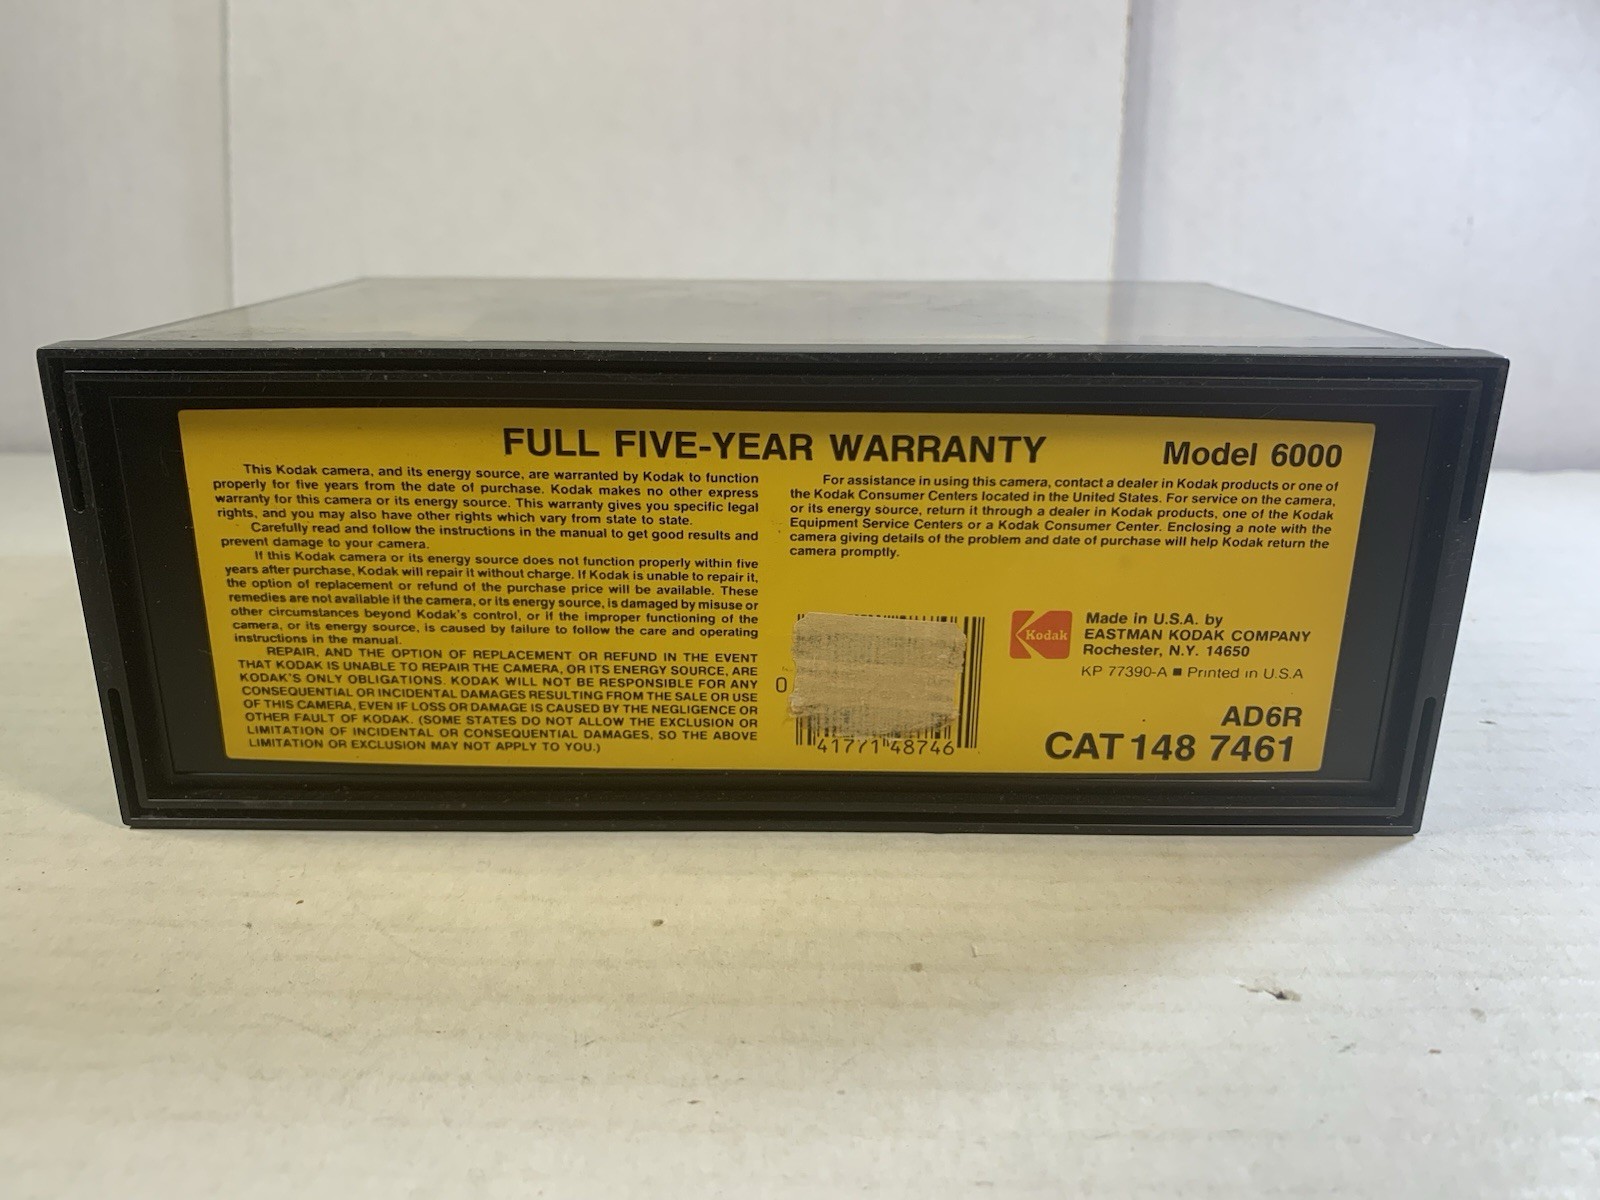 FULL FIVE-YEAR WARRANTY
Model 6000
This Kodak camera, and its energy source, are warranted by Kodak to function
properly for five years from the date of purchase. Kodak makes no other express
warranty for this camera or its energy source. This warranty gives you specific legal
rights, and you may also have other rights which vary from state to state.
Carefully read and follow the instructions in the manual to get good results and
prevent damage to your camera.
If this Kodak camera or its energy source does not function properly within five
years after purchase, Kodak will repair it without charge. If Kodak is unable to repair it,
the option of replacement or refund of the purchase price will be available. These
remedies are not available if the camera, or its energy source, is damaged by misuse or
other circumstances beyond Kodak's control, or if the improper functioning of the
camera, or its energy source, is caused by failure to follow the care and operating
instructions in the manual.
REPAIR, AND THE OPTION OF REPLACEMENT OR REFUND IN THE EVENT
THAT KODAK IS UNABLE TO REPAIR THE CAMERA, OR ITS ENERGY SOURCE, ARE
KODAK'S ONLY OBLIGATIONS. KODAK WILL NOT BE RESPONSIBLE FOR ANY
CONSEQUENTIAL OR INCIDENTAL DAMAGES RESULTING FROM THE SALE OR USE
OF THIS CAMERA, EVEN IF LOSS OR DAMAGE IS CAUSED BY THE NEGLIGENCE OR
OTHER FAULT OF KODAK. (SOME STATES DO NOT ALLOW THE EXCLUSION OR
LIMITATION OF INCIDENTAL OR CONSEQUENTIAL DAMAGES, SO THE ABOVE
LIMITATION OR EXCLUSION MAY NOT APPLY TO YOU.)
For assistance in using this camera, contact a dealer in Kodak products or one of
the Kodak Consumer Centers located in the United States. For service on the camera,
or its energy source, return it through a dealer in Kodak products, one of the Kodak
Equipment Service Centers or a Kodak Consumer Center. Enclosing a note with the
camera giving details of the problem and date of purchase will help Kodak return the
camera promptly.
0
41771 48746
Kodak
Made in U.S.A. by
EASTMAN KODAK COMPANY
Rochester, N.Y. 14650
KP 77390-A ■ Printed in U.S.A
AD6R
CAT 148 7461